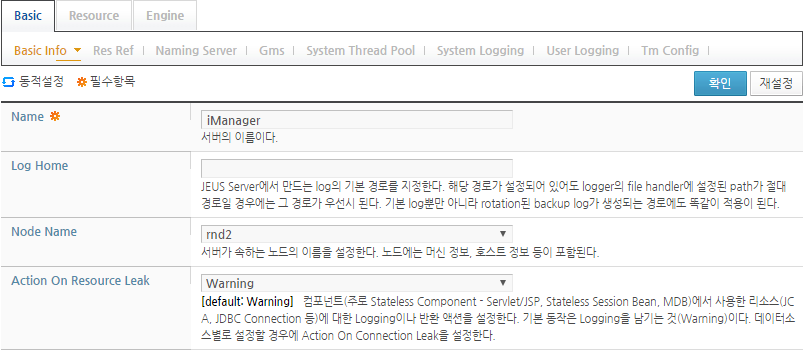 Basic Resource Engine
Basic Info Res Ref Naming Server Gms System Thread Pool System Logging User Logging Tm Config
동적설정 필수항목 확인 재설정
Name iManager
서버의 이름이다.
Log Home
JEUS Server에서 만드는 log의 기본 경로를 지정한다. 해당 경로가 설정되어 있어도 logger의 file handler에 설정된 path가 절대
경로일 경우에는 그 경로가 우선시 된다. 기본 log뿐만 아니라 rotation된 backup log가 생성되는 경로에도 똑같이 적용이 된다.
Node Name rnd2
서버가 속하는 노드의 이름을 설정한다. 노드에는 머신 정보, 호스트 정보 등이 포함된다.
Action On Resource Leak Warning
[default: Warning] 컴포넌트(주로 Stateless Component - Servlet/JSP, Stateless Session Bean, MDB)에서 사용한 리소스(JC
A, JDBC Connection 등)에 대한 Logging이나 반환 액션을 설정한다. 기본 동작은 Logging을 남기는 것(Warning)이다. 데이터소
스별로 설정할 경우에 Action On Connection Leak을 설정한다.